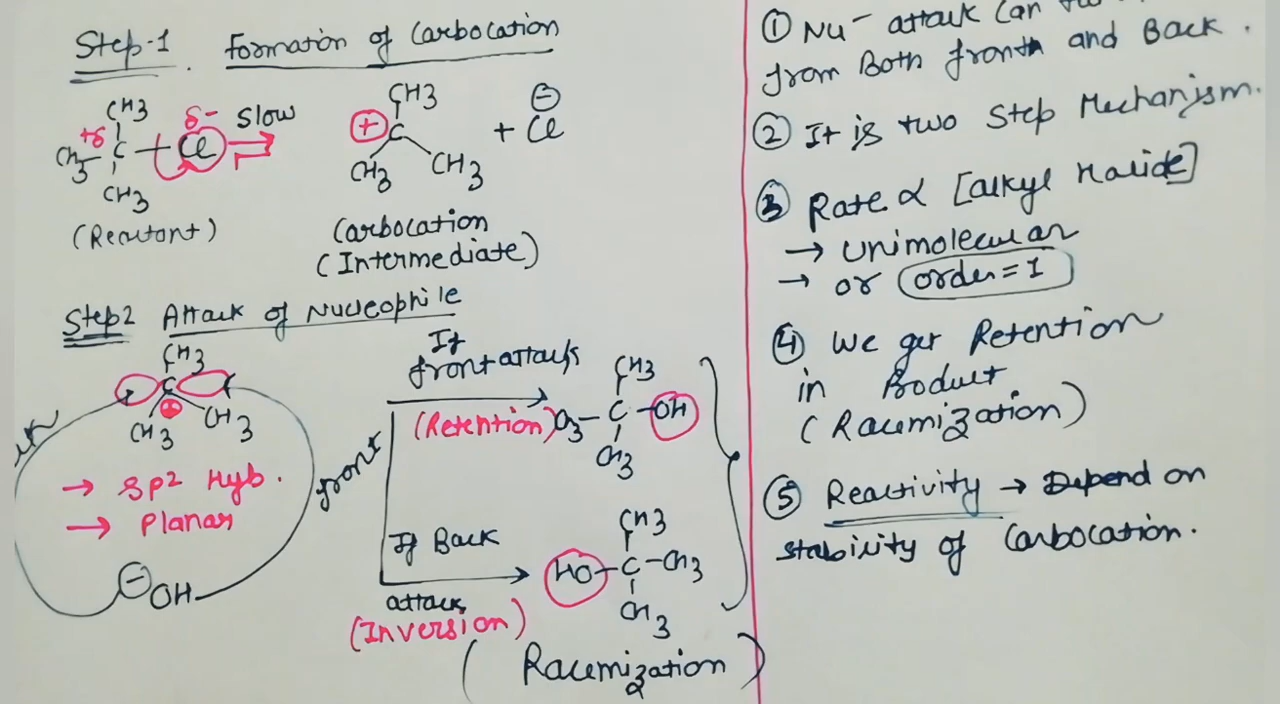 Step-1 Formation of Carbocation
CH3
+δ δ- Slow
CH3-C+Cl
CH3
(Reactant)
CH3
+ C + Cl ⊖
CH3 CH3
Carbocation
(Intermediate)
Step2 Attack of Nucleophile
CH3
C
⊕
CH3 CH3
→ SP2 Hyb.
→ Planar
⊖OH
front
If
front attacks
(Retention)
CH3
C3-C-OH
CH3
If Back
attack
(Inversion)
CH3
HO-C-CH3
CH3
(Racemization)
① Nu⁻ attack Can
from Both fronth and Back.
② It is two Step Mechanism.
③ Rate ∝ [alkyl Halide]
→ Unimolecular
→ or order=1
④ We get Retention
in Product
(Racemization)
⑤ Reactivity → Depend on
stability of Carbocation.